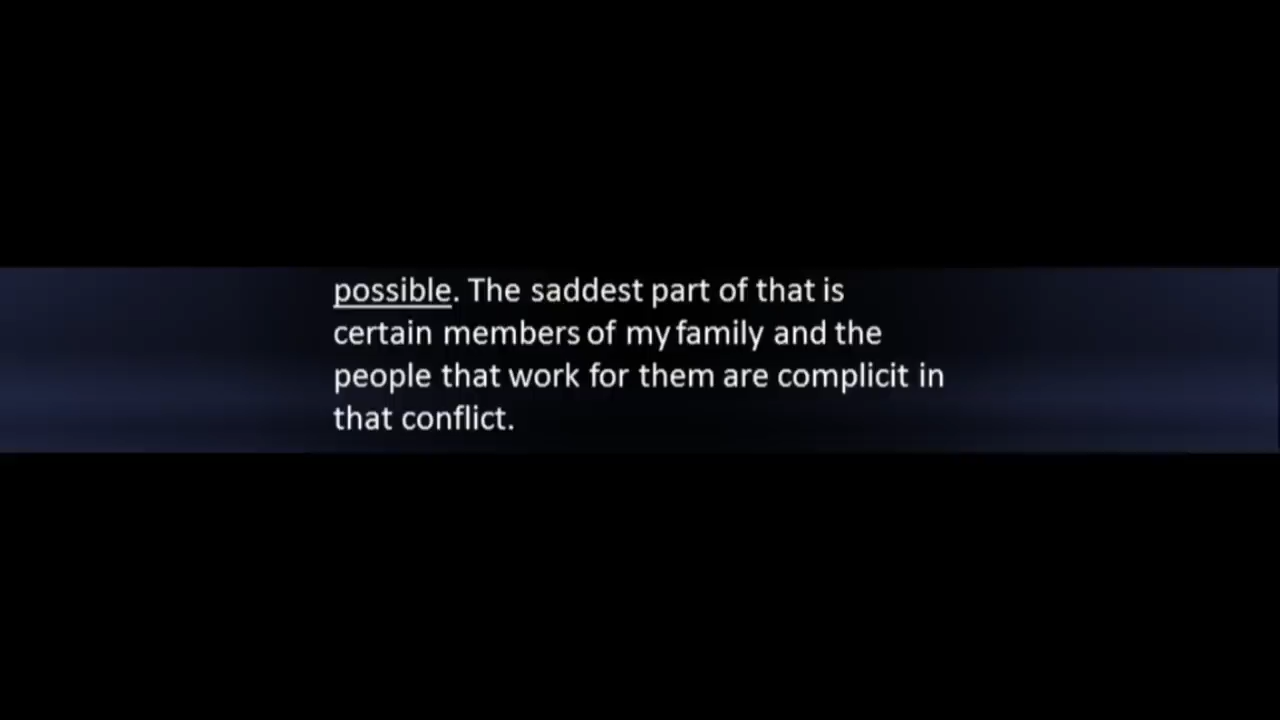 possible. The saddest part of that is
certain members of my family and the
people that work for them are complicit in
that conflict.